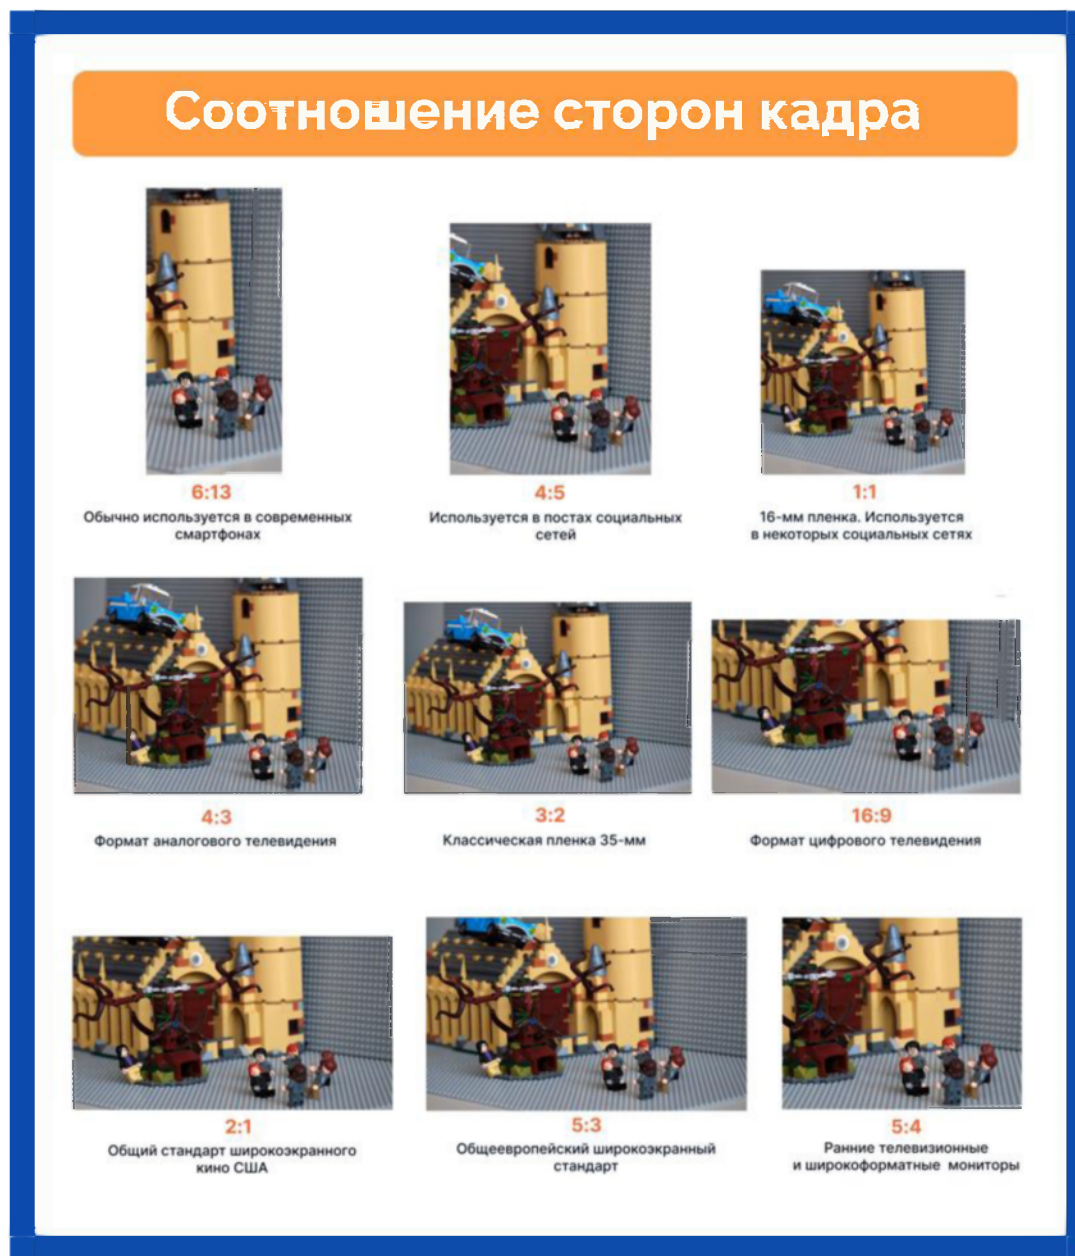 Соотношение сторон кадра
6:13
Обычно используется в современных
смартфонах
4:5
Используется в постах социальных
сетей
1:1
16-мм пленка. Используется
в некоторых социальных сетях
4:3
Формат аналогового телевидения
3:2
Классическая пленка 35-мм
16:9
Формат цифрового телевидения
2:1
Общий стандарт широкоэкранного
кино США
5:3
Общеевропейский широкоэкранный
стандарт
5:4
Ранние телевизионные
и широкоформатные мониторы